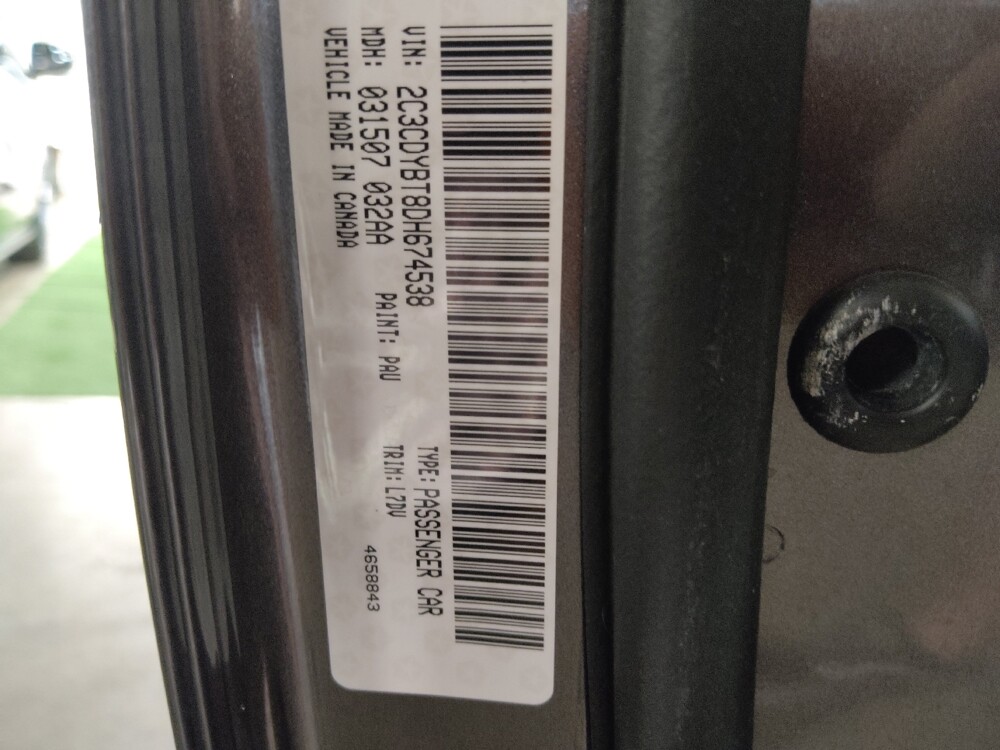 VIN: 2C3CDYBT8DH674538 TYPE: PASSENGER CAR
MDH: 031507 032AA PAINT: PAU TRIM: L7DV
VEHICLE MADE IN CANADA 4658843